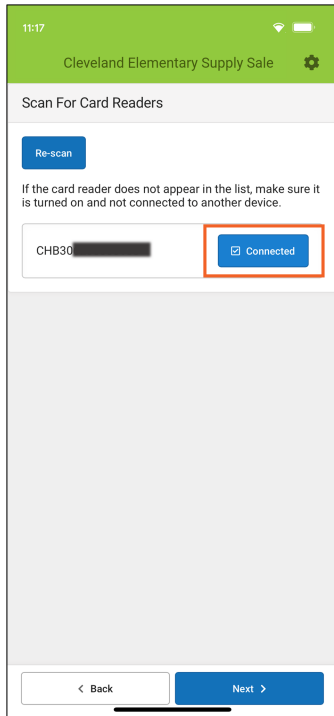 11:17
Cleveland Elementary Supply Sale
Scan For Card Readers
Re-scan
If the card reader does not appear in the list, make sure it
is turned on and not connected to another device.
CHB30
Connected
Back
Next